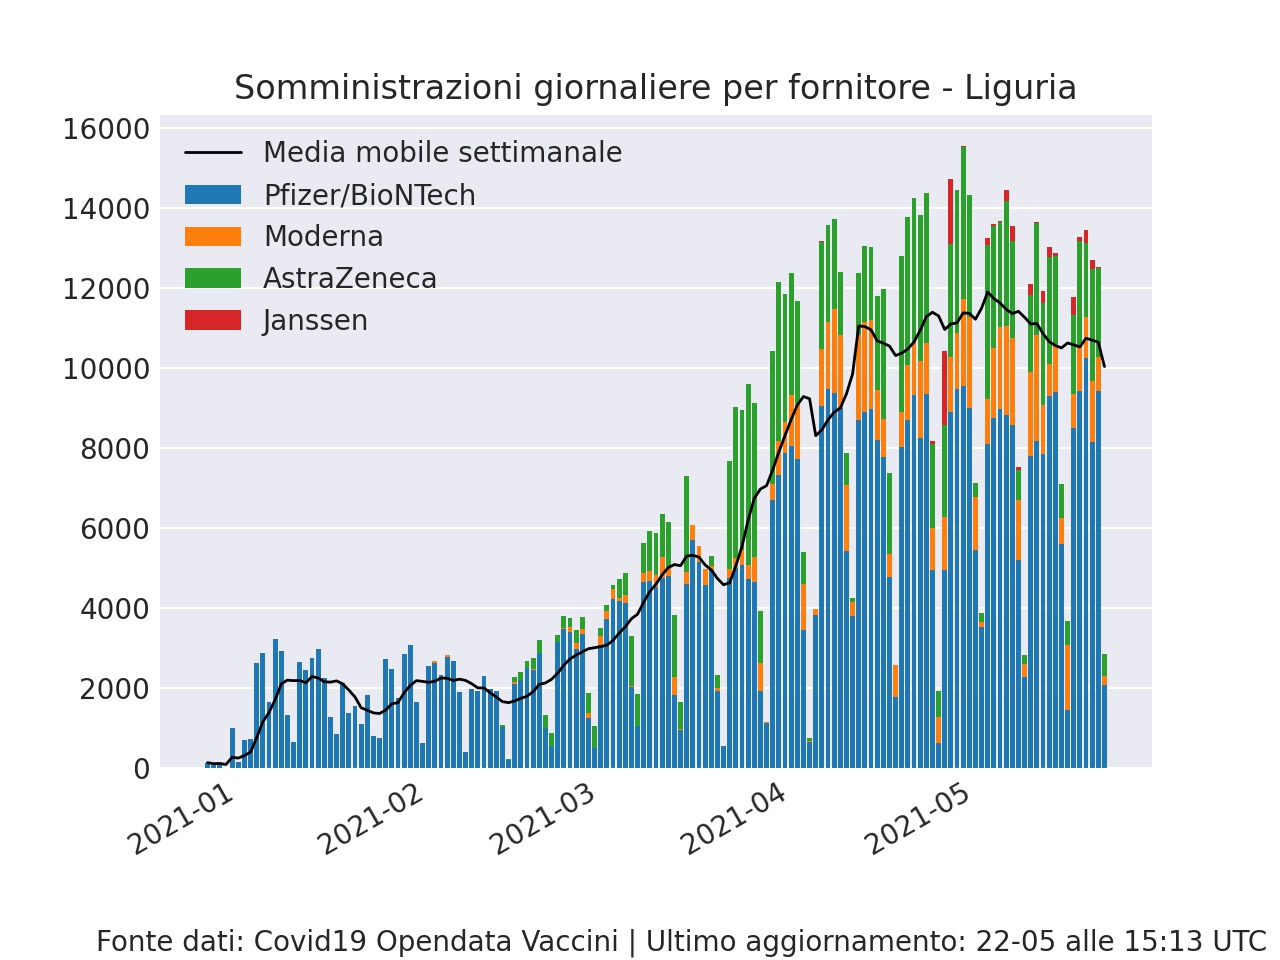 Somministrazioni giornaliere per fornitore - Liguria
16000
14000
12000
10000
8000
6000
4000
2000
0
Media mobile settimanale
Pfizer/BioNTech
Moderna
AstraZeneca
Janssen
2021-01
2021-02
2021-03
2021-04
2021-05
Fonte dati: Covid19 Opendata Vaccini | Ultimo aggiornamento: 22-05 alle 15:13 UTC